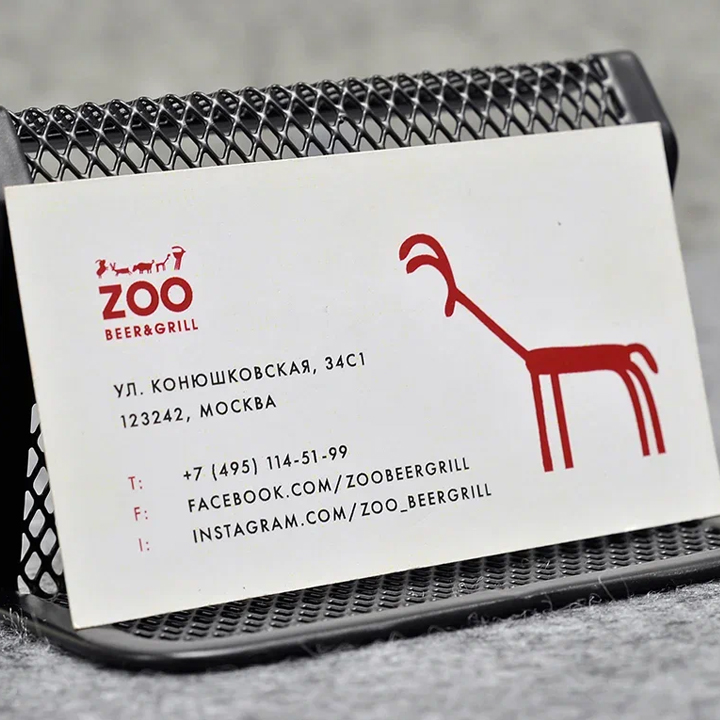 ZOO
BEER&GRILL
УЛ. КОНЮШКОВСКАЯ, 34С1
123242, МОСКВА
T: +7 (495) 114-51-99
F: FACEBOOK.COM/ZOOBEERGRILL
I: INSTAGRAM.COM/ZOO_BEERGRILL